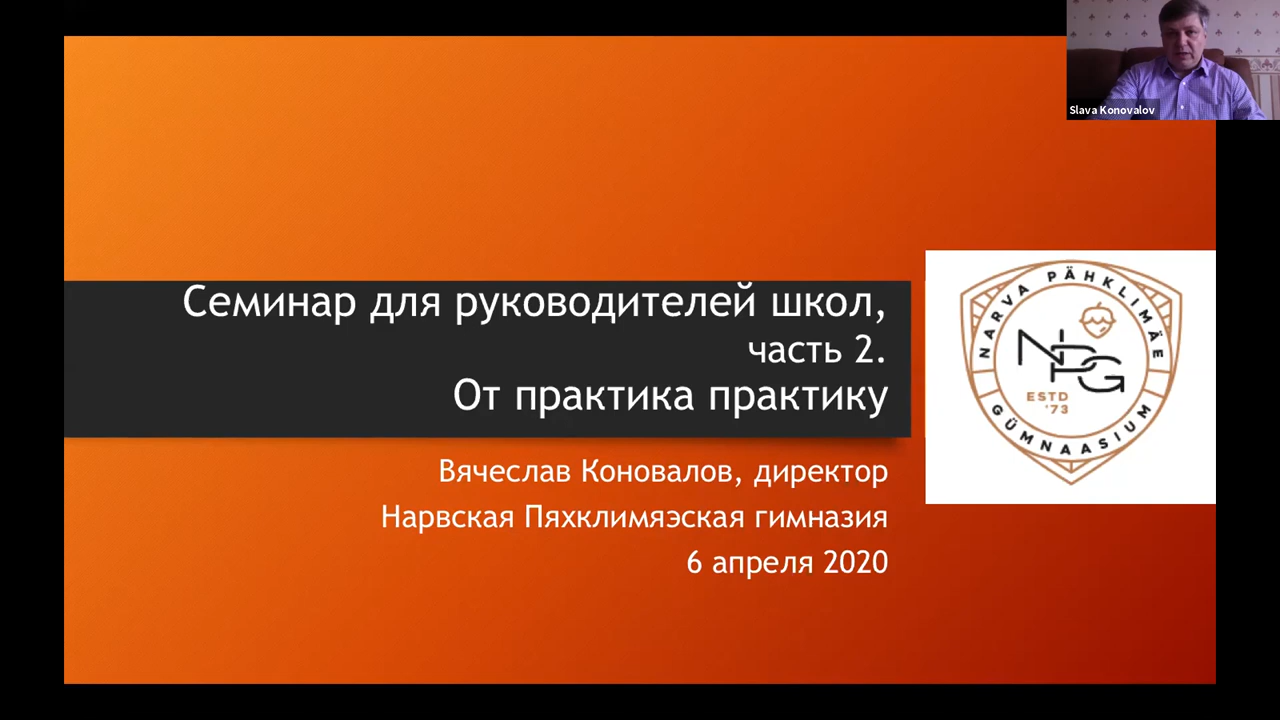 Slava Konovalov
Семинар для руководителей школ,
часть 2.
От практика практику
Вячеслав Коновалов, директор
Нарвская Пяхклимяэская гимназия
6 апреля 2020
NARVA PÄHKLIMÄE
NPG
ESTD
'73
GÜMNAASIUM